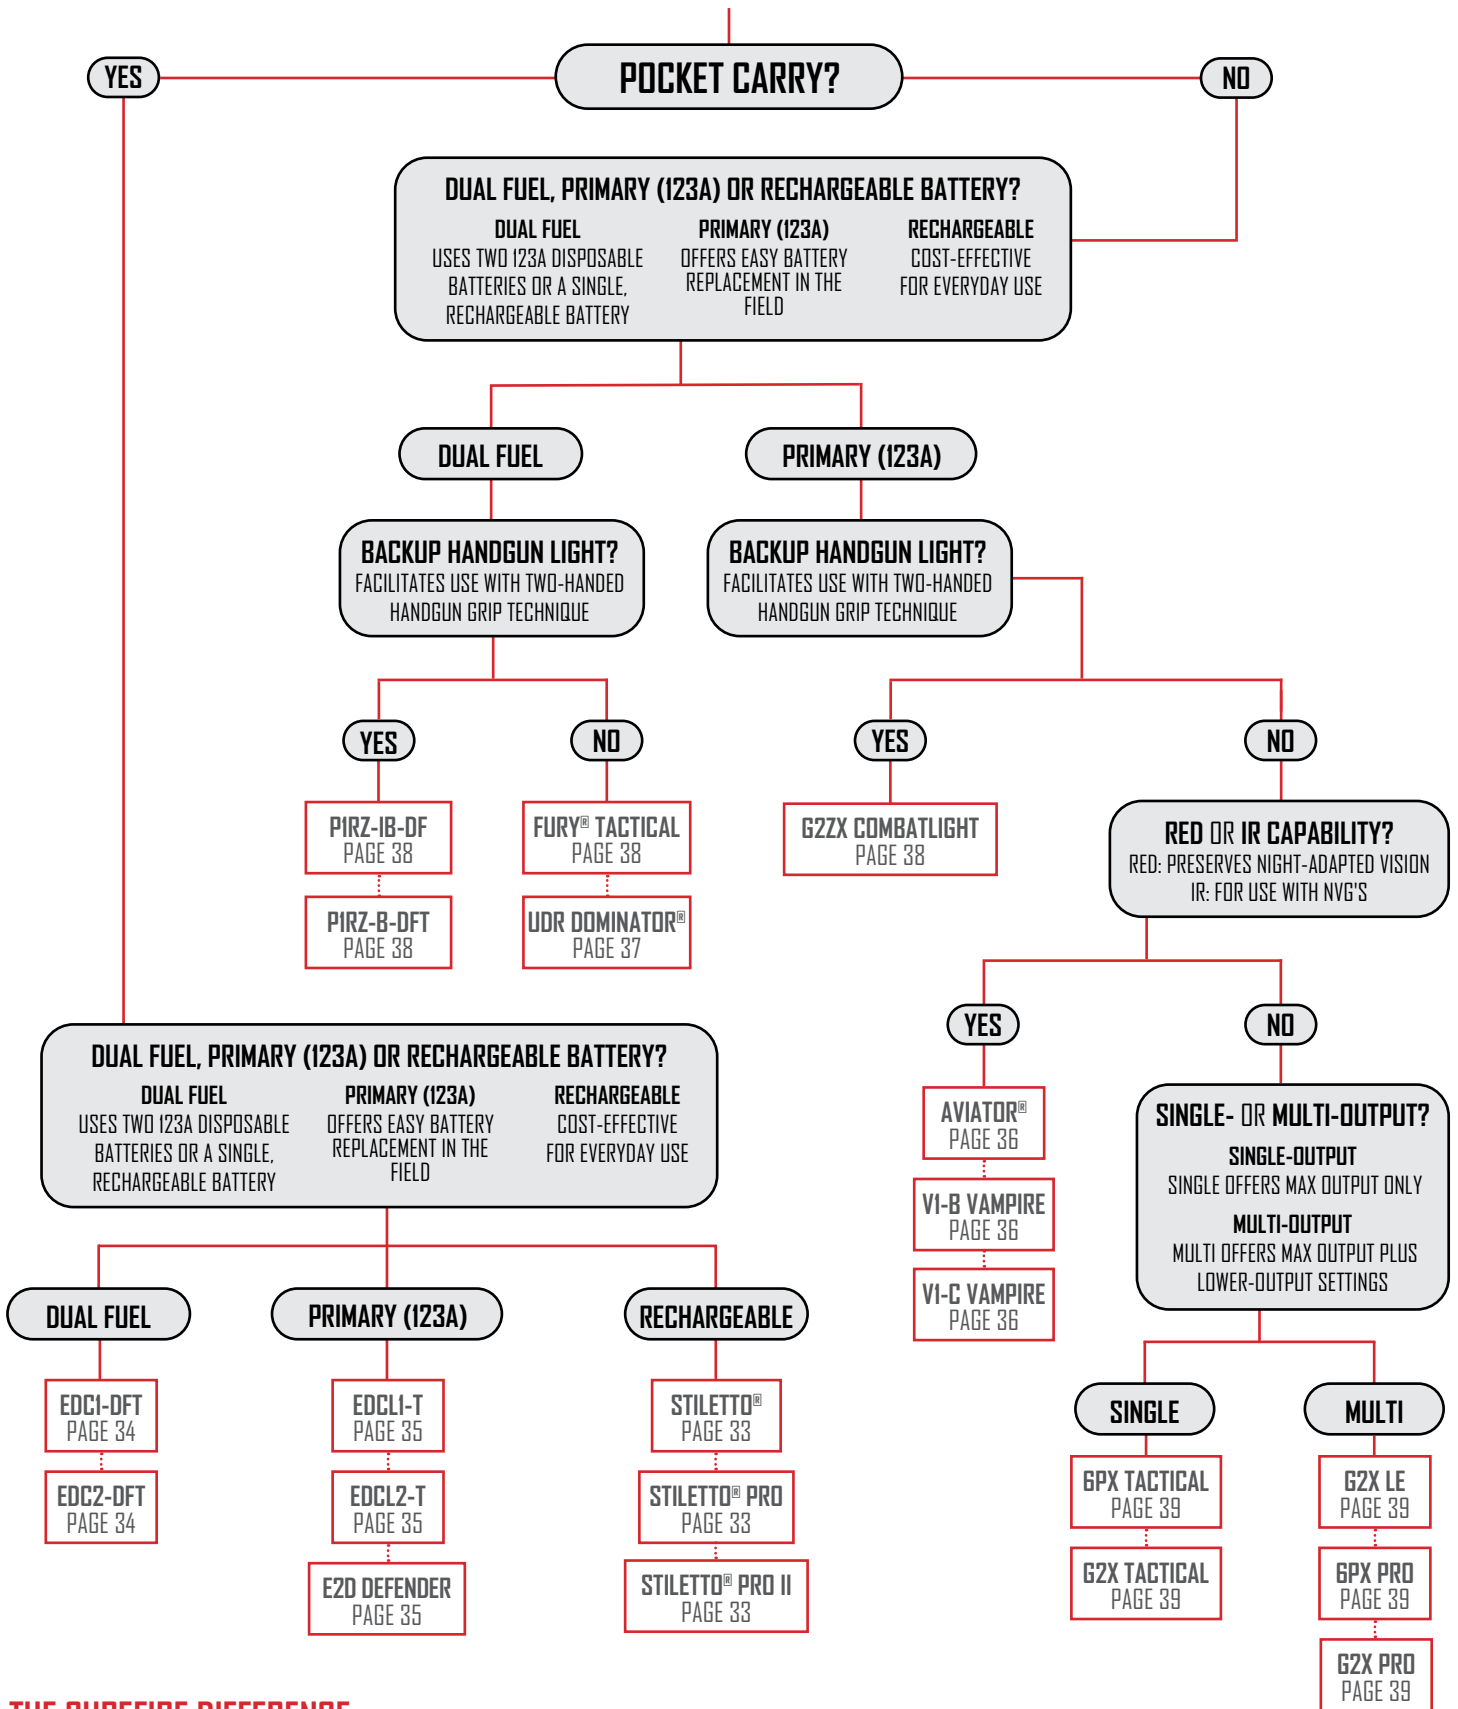 YES
POCKET CARRY?
NO
DUAL FUEL, PRIMARY (123A) OR RECHARGEABLE BATTERY?
DUAL FUEL
USES TWO 123A DISPOSABLE
BATTERIES OR A SINGLE,
RECHARGEABLE BATTERY
PRIMARY (123A)
OFFERS EASY BATTERY
REPLACEMENT IN THE
FIELD
RECHARGEABLE
COST-EFFECTIVE
FOR EVERYDAY USE
DUAL FUEL
PRIMARY (123A)
BACKUP HANDGUN LIGHT?
FACILITATES USE WITH TWO-HANDED
HANDGUN GRIP TECHNIQUE
BACKUP HANDGUN LIGHT?
FACILITATES USE WITH TWO-HANDED
HANDGUN GRIP TECHNIQUE
YES
NO
YES
NO
P1RZ-IB-DF
PAGE 38
P1RZ-B-DFT
PAGE 38
FURY® TACTICAL
PAGE 38
UDR DOMINATOR®
PAGE 37
G2ZX COMBATLIGHT
PAGE 38
RED OR IR CAPABILITY?
RED: PRESERVES NIGHT-ADAPTED VISION
IR: FOR USE WITH NVG'S
YES
NO
AVIATOR®
PAGE 36
V1-B VAMPIRE
PAGE 36
V1-C VAMPIRE
PAGE 36
SINGLE- OR MULTI-OUTPUT?
SINGLE-OUTPUT
SINGLE OFFERS MAX OUTPUT ONLY
MULTI-OUTPUT
MULTI OFFERS MAX OUTPUT PLUS
LOWER-OUTPUT SETTINGS
SINGLE
MULTI
6PX TACTICAL
PAGE 39
G2X TACTICAL
PAGE 39
G2X LE
PAGE 39
6PX PRO
PAGE 39
G2X PRO
PAGE 39
DUAL FUEL, PRIMARY (123A) OR RECHARGEABLE BATTERY?
DUAL FUEL
USES TWO 123A DISPOSABLE
BATTERIES OR A SINGLE,
RECHARGEABLE BATTERY
PRIMARY (123A)
OFFERS EASY BATTERY
REPLACEMENT IN THE
FIELD
RECHARGEABLE
COST-EFFECTIVE
FOR EVERYDAY USE
DUAL FUEL
PRIMARY (123A)
RECHARGEABLE
EDC1-DFT
PAGE 34
EDC2-DFT
PAGE 34
EDCL1-T
PAGE 35
EDCL2-T
PAGE 35
E2D DEFENDER
PAGE 35
STILETTO®
PAGE 33
STILETTO® PRO
PAGE 33
STILETTO® PRO II
PAGE 33
THE SUREFIRE DIFFERENCE